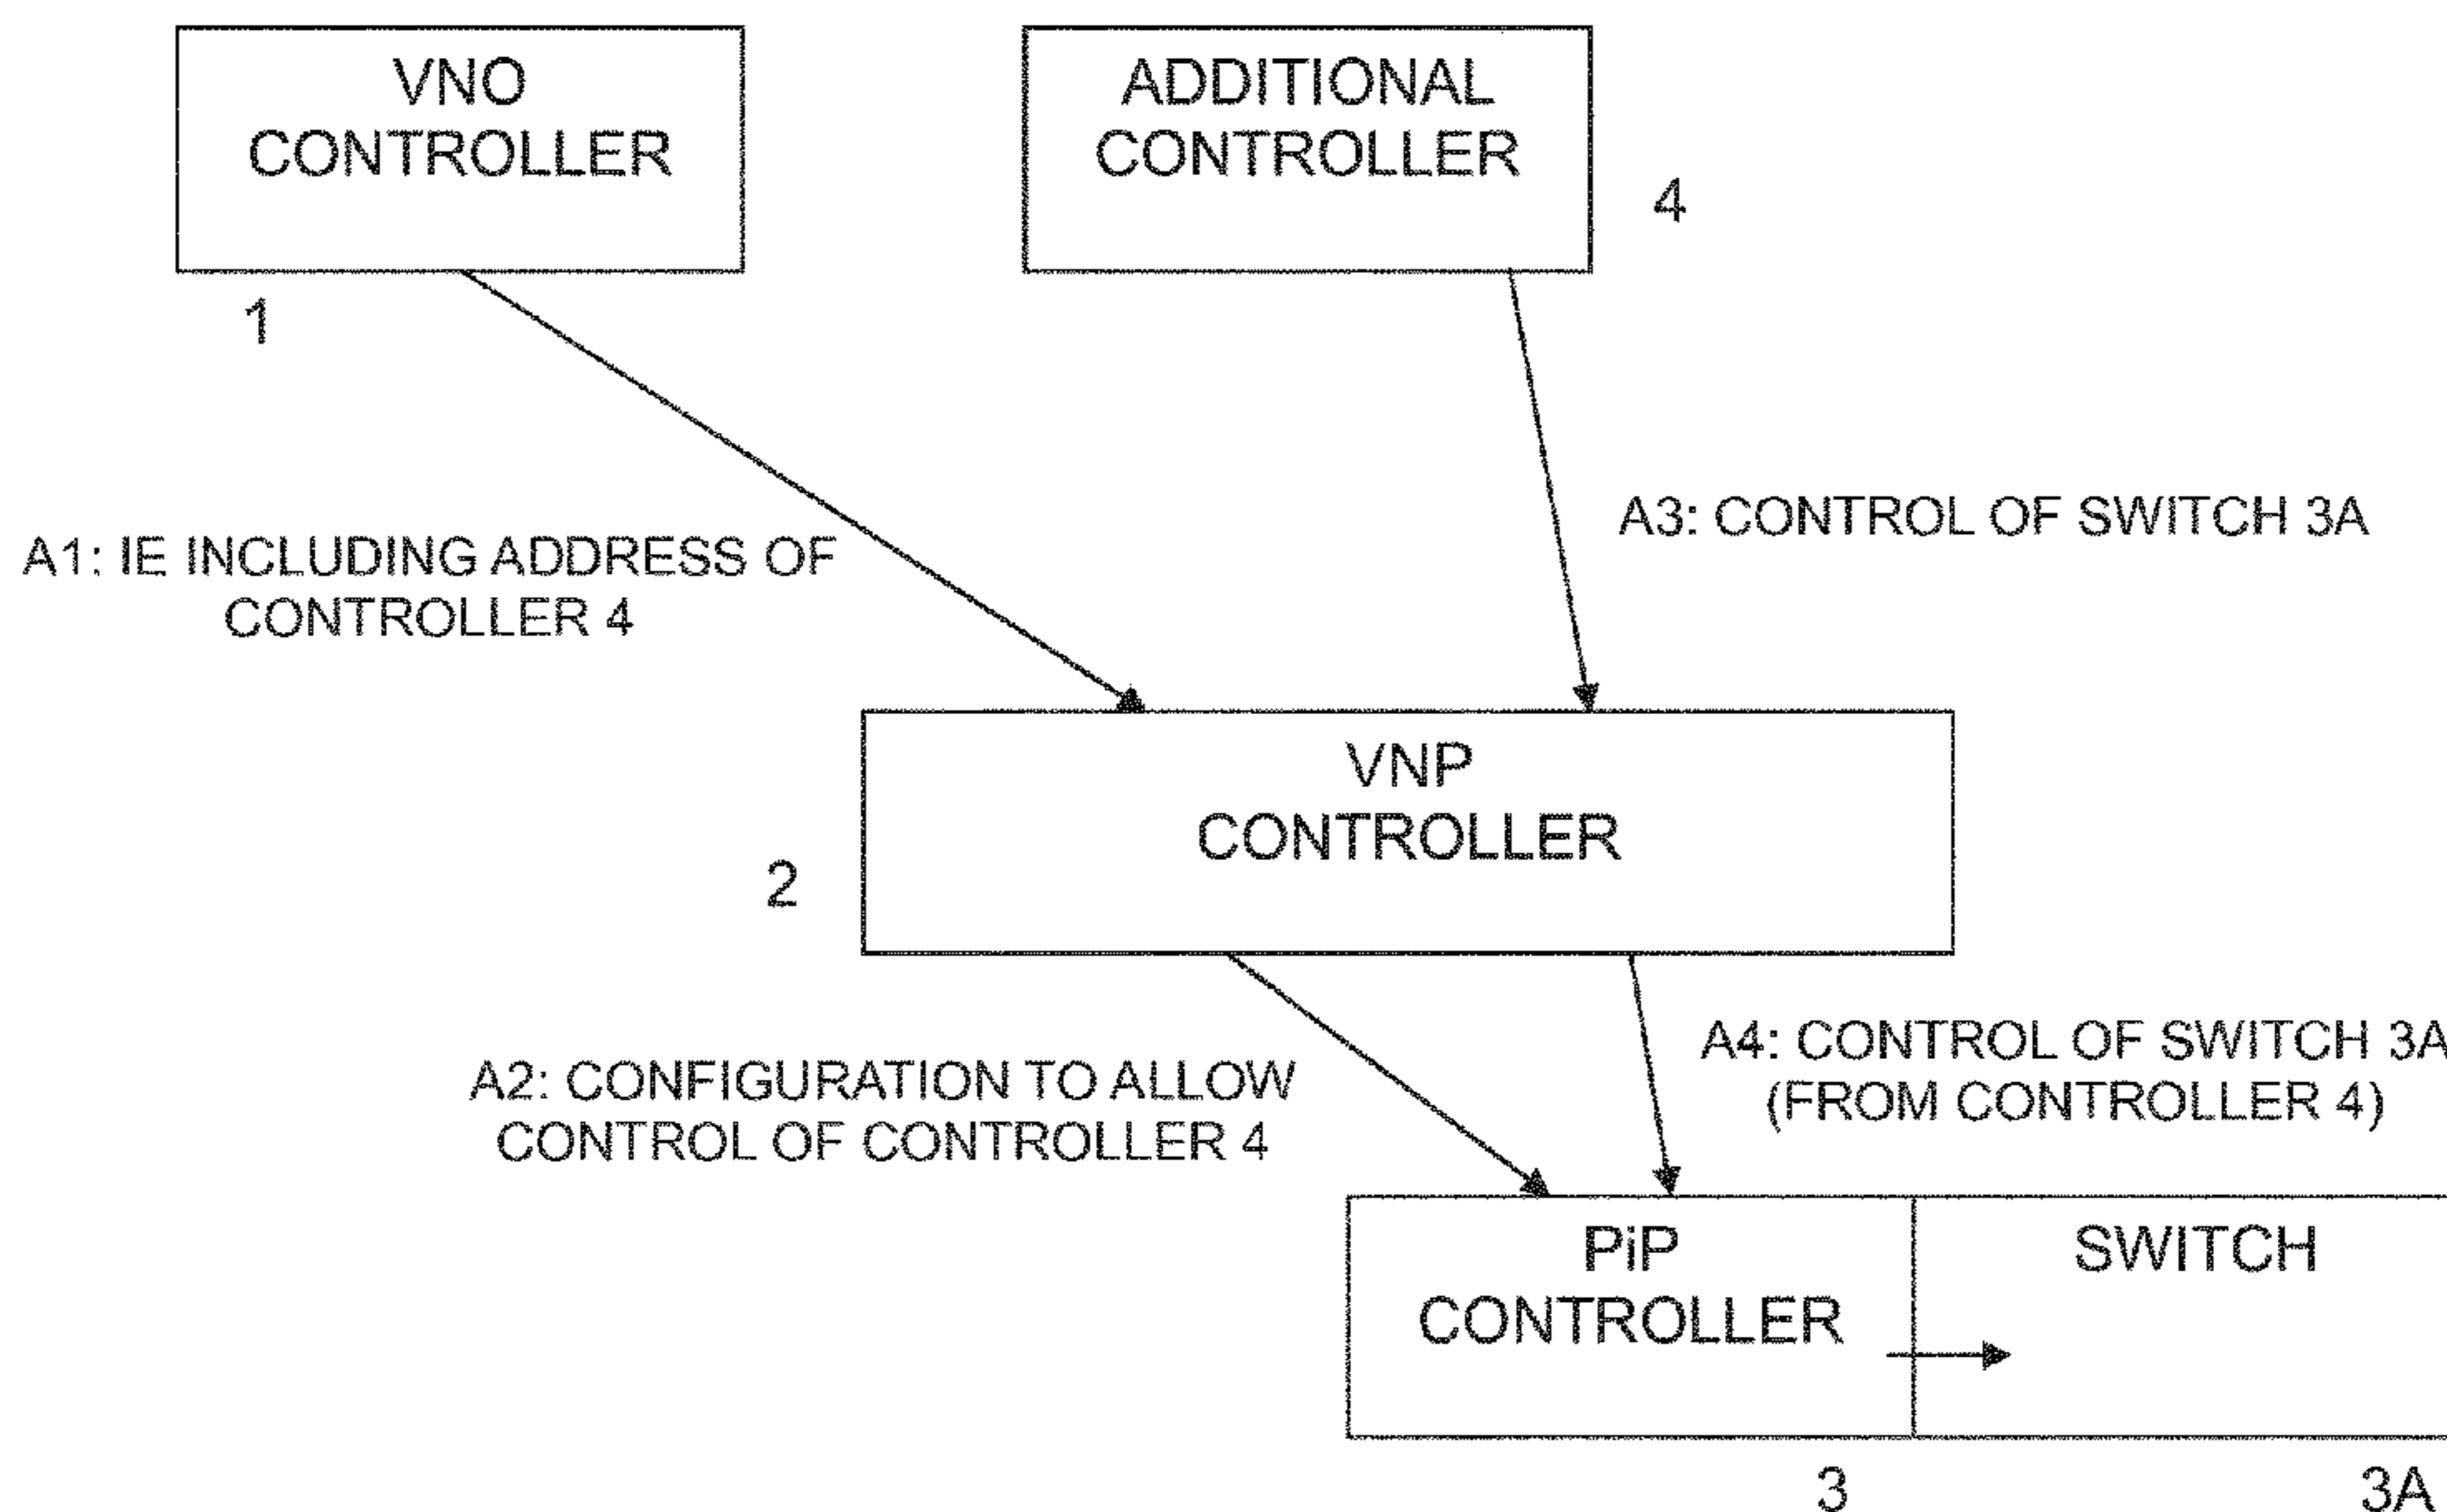 VNO
CONTROLLER
1
ADDITIONAL
CONTROLLER
4
A1: IE INCLUDING ADDRESS OF
CONTROLLER 4
A3: CONTROL OF SWITCH 3A
VNP
CONTROLLER
2
A2: CONFIGURATION TO ALLOW
CONTROL OF CONTROLLER 4
A4: CONTROL OF SWITCH 3A
(FROM CONTROLLER 4)
PiP
CONTROLLER
SWITCH
3
3A